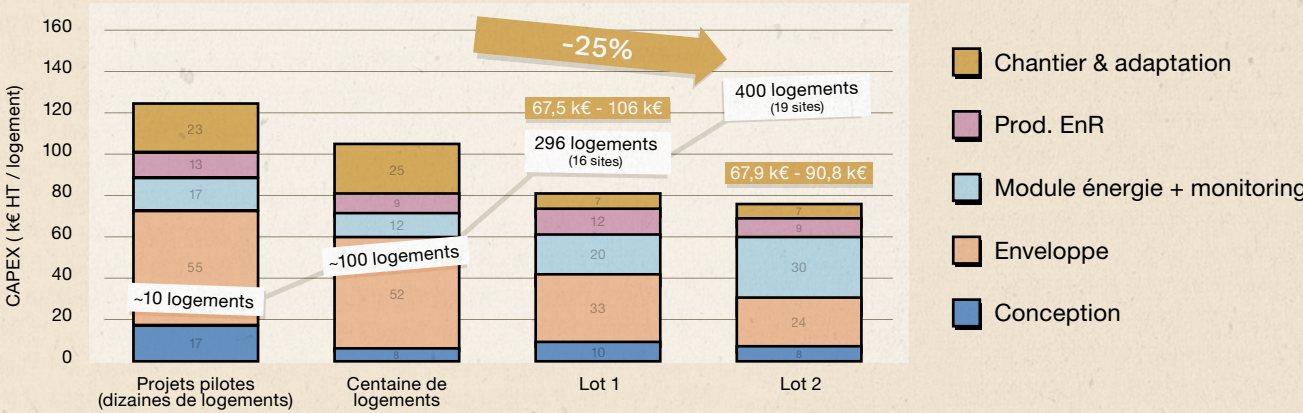 CAPEX ( k€ HT / logement)
160
140
120
100
80
60
40
20
0
-25%
23
13
17
55
17
~10 logements
25
9
12
52
8
~100 logements
67,5 k€ - 106 k€
296 logements
(16 sites)
7
12
20
33
10
400 logements
(19 sites)
67,9 k€ - 90,8 k€
7
9
30
24
8
Projets pilotes
(dizaines de logements)
Centaine de
logements
Lot 1
Lot 2
Chantier & adaptation
Prod. EnR
Module énergie + monitoring
Enveloppe
Conception